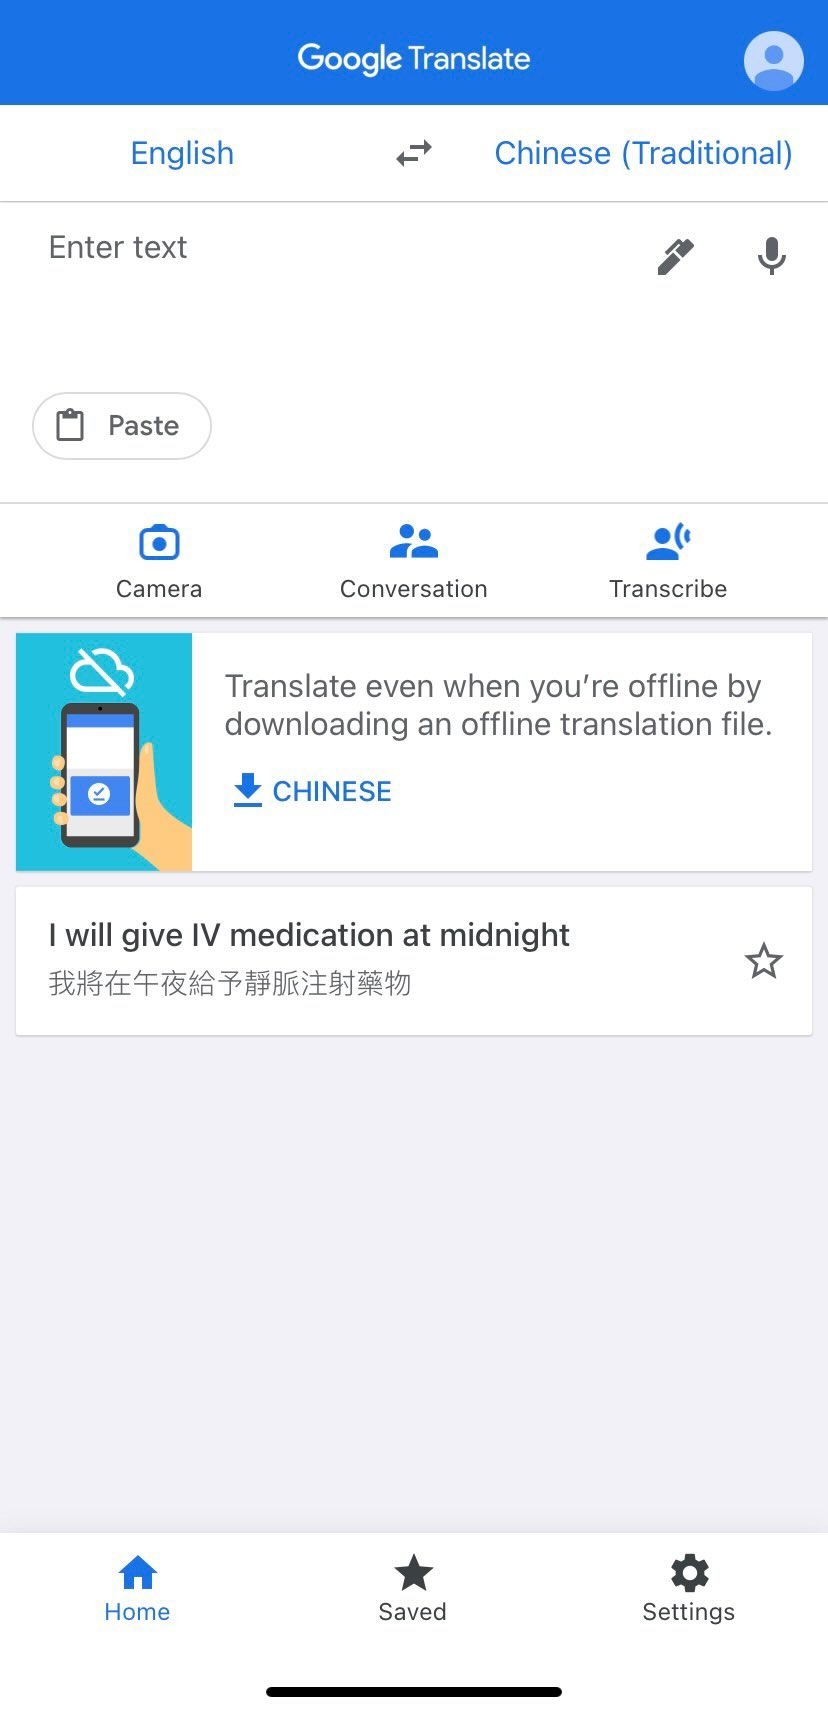 Google Translate
English
Chinese (Traditional)
Enter text
Paste
Camera
Conversation
Transcribe
Translate even when you’re offline by
downloading an offline translation file.
CHINESE
I will give IV medication at midnight
我將在午夜給予靜脈注射藥物
Home
Saved
Settings